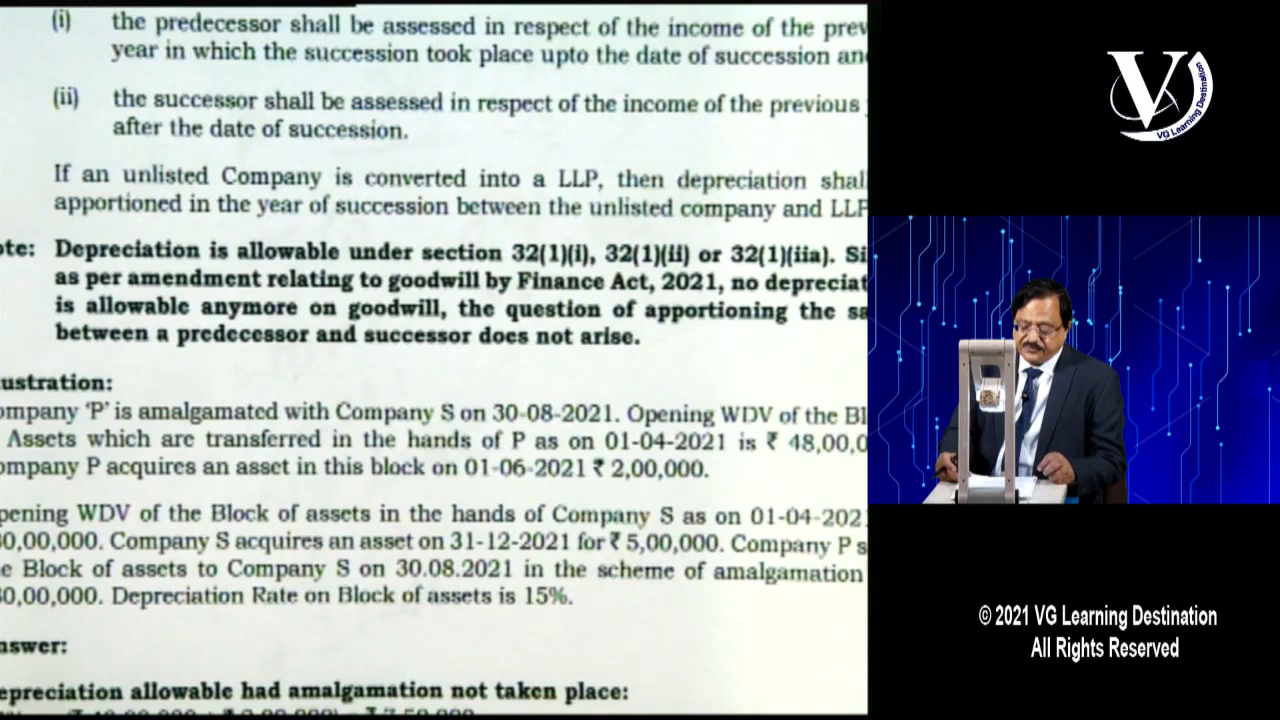 (i) the predecessor shall be assessed in respect of the income of the prev
year in which the succession took place upto the date of succession an
(ii) the successor shall be assessed in respect of the income of the previous
after the date of succession.
If an unlisted Company is converted into a LLP, then depreciation shal
apportioned in the year of succession between the unlisted company and LLP
ote: Depreciation is allowable under section 32(1)(i), 32(1)(ii) or 32(1)(iia). Si
as per amendment relating to goodwill by Finance Act, 2021, no depreciat
is allowable anymore on goodwill, the question of apportioning the sa
between a predecessor and successor does not arise.
ustration:
ompany 'P' is amalgamated with Company S on 30-08-2021. Opening WDV of the Bl
Assets which are transferred in the hands of P as on 01-04-2021 is ₹ 48,00,0
ompany P acquires an asset in this block on 01-06-2021 ₹ 2,00,000.
pening WDV of the Block of assets in the hands of Company S as on 01-04-202
0,00,000. Company S acquires an asset on 31-12-2021 for ₹ 5,00,000. Company P s
e Block of assets to Company S on 30.08.2021 in the scheme of amalgamation
0,00,000. Depreciation Rate on Block of assets is 15%.
nswer:
epreciation allowable had amalgamation not taken place:
V
VG Learning Destination
© 2021 VG Learning Destination
All Rights Reserved